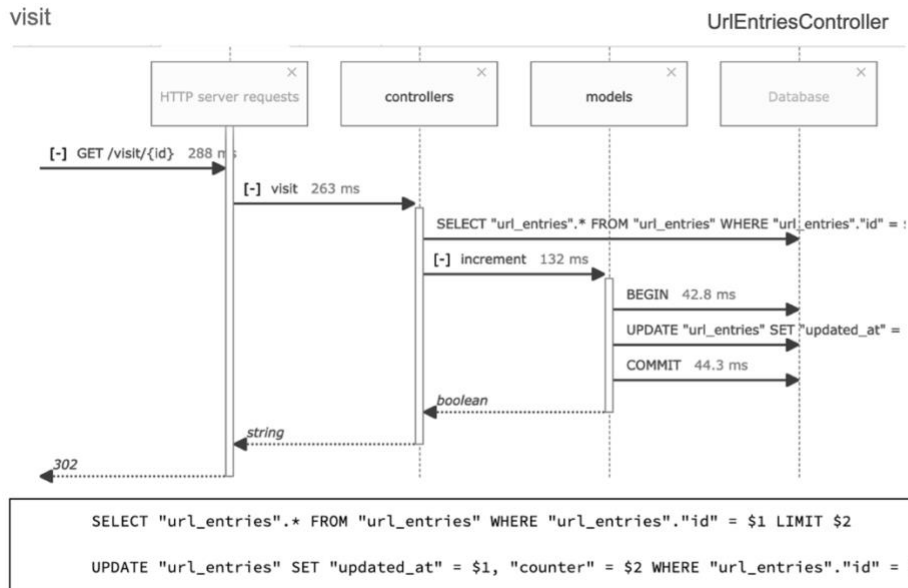 visit
UrlEntriesController
HTTP server requests
controllers
models
Database
[-] GET /visit/{id} 288 ms
[-] visit 263 ms
SELECT "url_entries".* FROM "url_entries" WHERE "url_entries"."id" =
[-] increment 132 ms
BEGIN 42.8 ms
UPDATE "url_entries" SET "updated_at" =
COMMIT 44.3 ms
boolean
string
302
SELECT "url_entries".* FROM "url_entries" WHERE "url_entries"."id" = $1 LIMIT $2
UPDATE "url_entries" SET "updated_at" = $1, "counter" = $2 WHERE "url_entries"."id" =